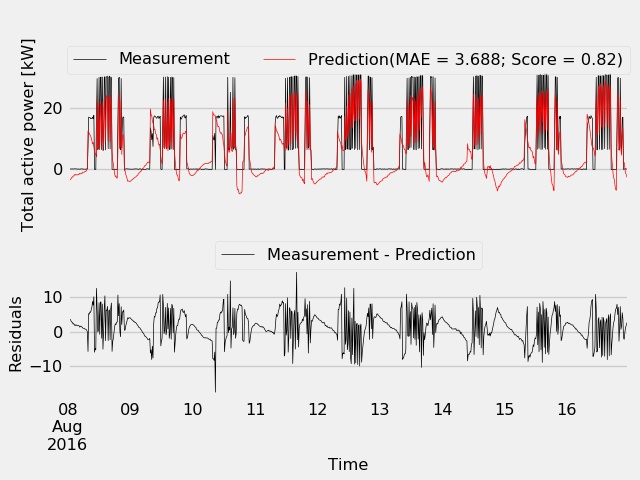 Measurement
Prediction(MAE = 3.688; Score = 0.82)
Total active power [kW]
20
0
Measurement - Prediction
Residuals
10
0
−10
08 09 10 11 12 13 14 15 16
Aug
2016
Time